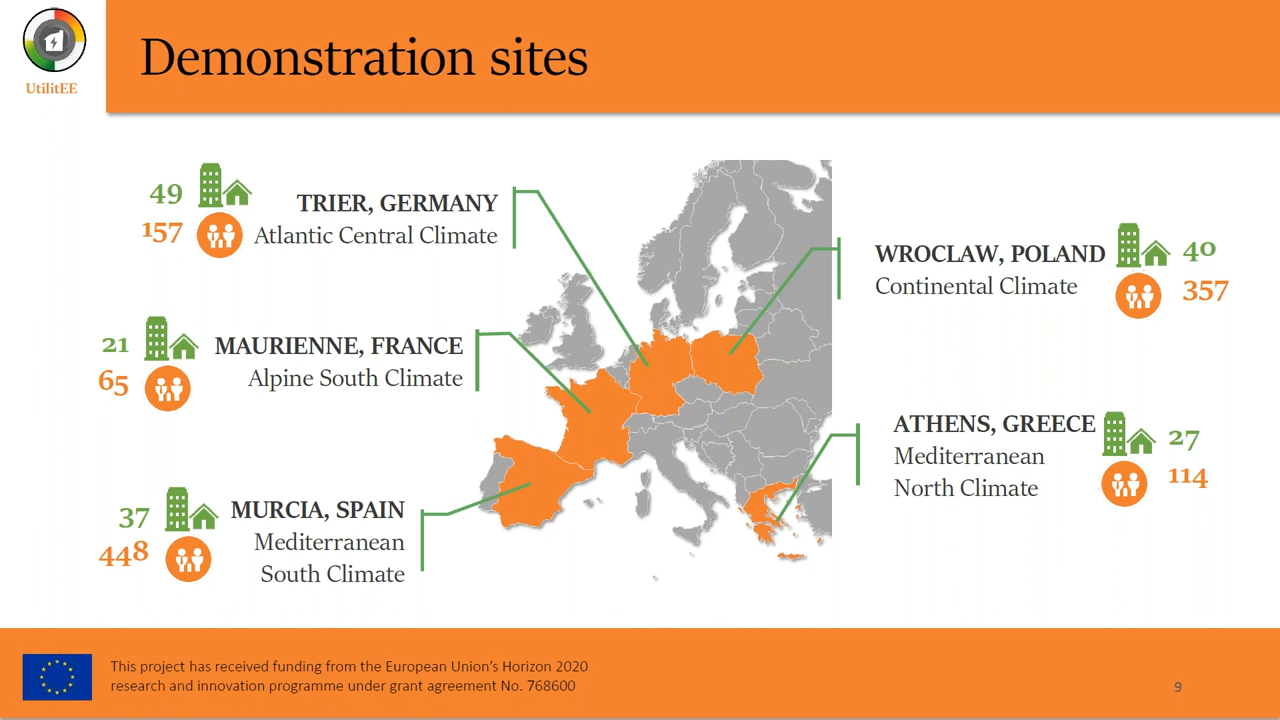 UtilitEE
Demonstration sites
49
157
TRIER, GERMANY
Atlantic Central Climate
21
65
MAURIENNE, FRANCE
Alpine South Climate
37
448
MURCIA, SPAIN
Mediterranean
South Climate
WROCLAW, POLAND
Continental Climate
40
357
ATHENS, GREECE
Mediterranean
North Climate
27
114
This project has received funding from the European Union's Horizon 2020
research and innovation programme under grant agreement No. 768600
9